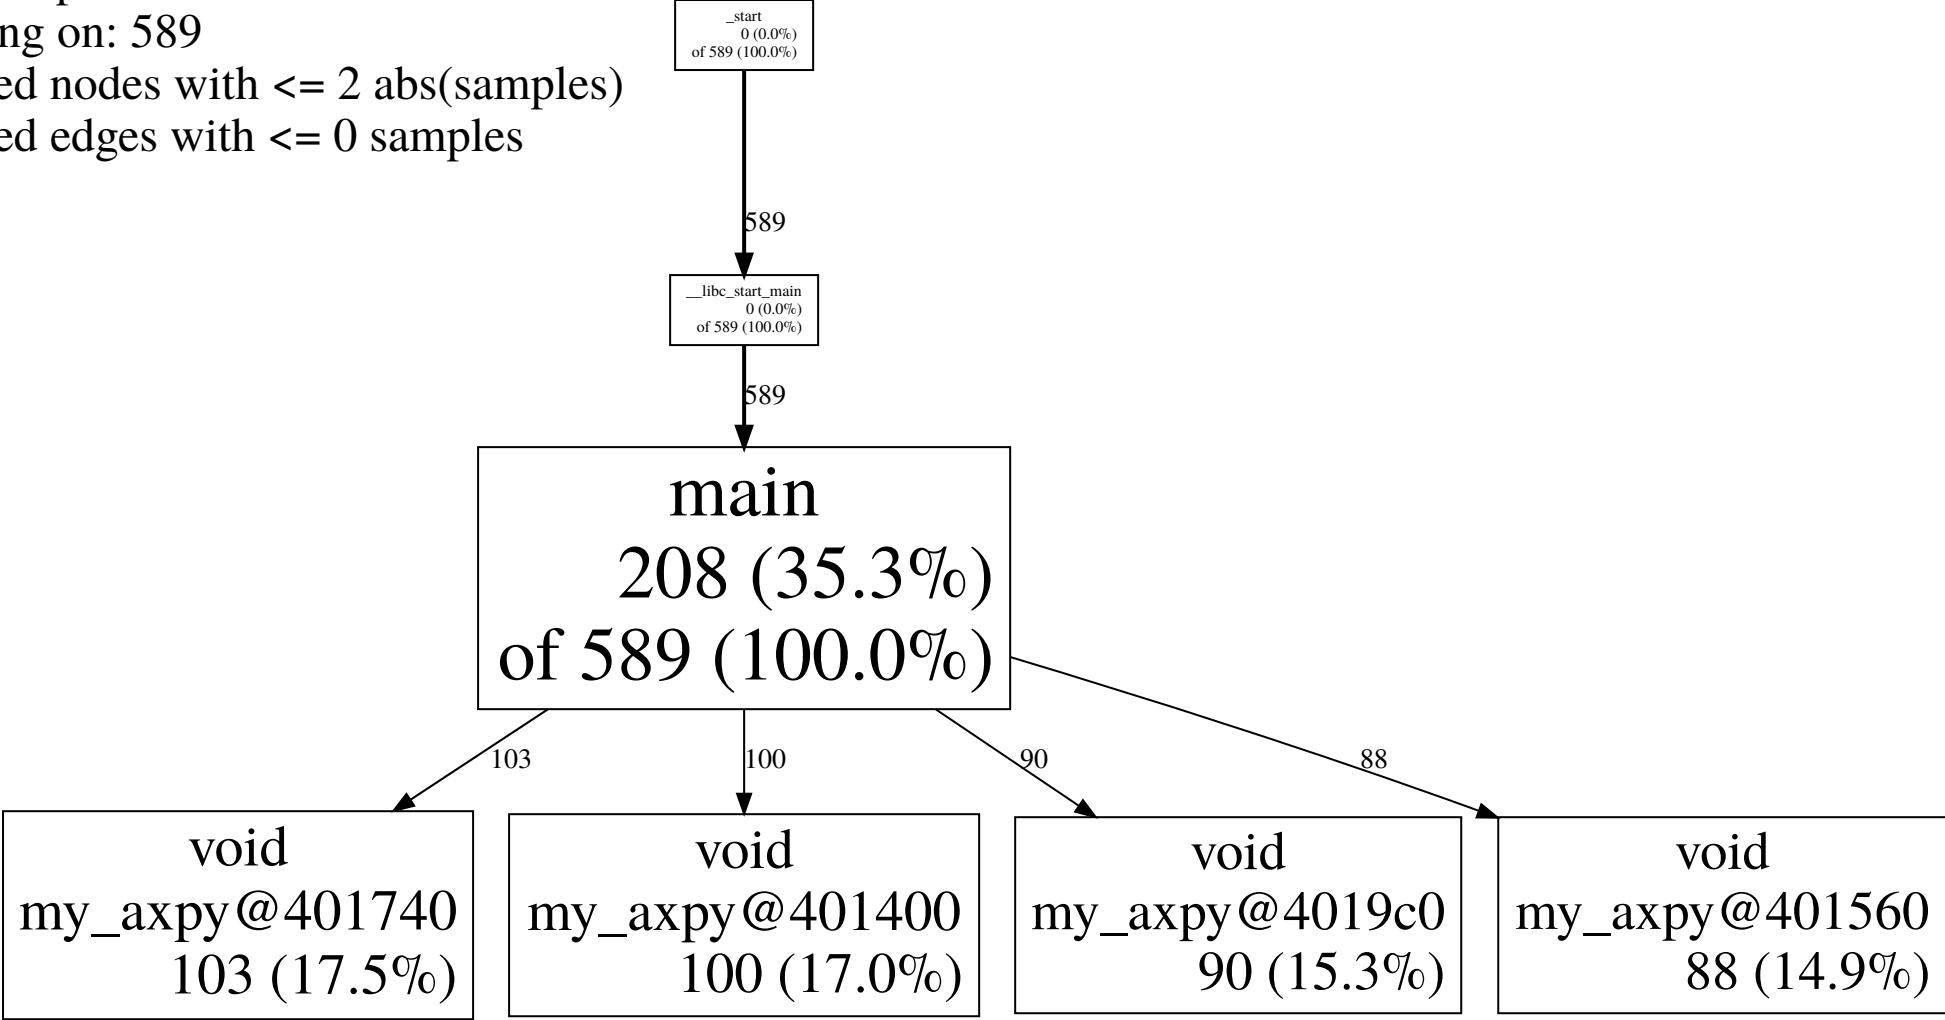 ng on: 589
ed nodes with <= 2 abs(samples)
ed edges with <= 0 samples
_start
0 (0.0%)
of 589 (100.0%)
589
__libc_start_main
0 (0.0%)
of 589 (100.0%)
589
main
208 (35.3%)
of 589 (100.0%)
103
100
90
88
void
my_axpy@401740
103 (17.5%)
void
my_axpy@401400
100 (17.0%)
void
my_axpy@4019c0
90 (15.3%)
void
my_axpy@401560
88 (14.9%)